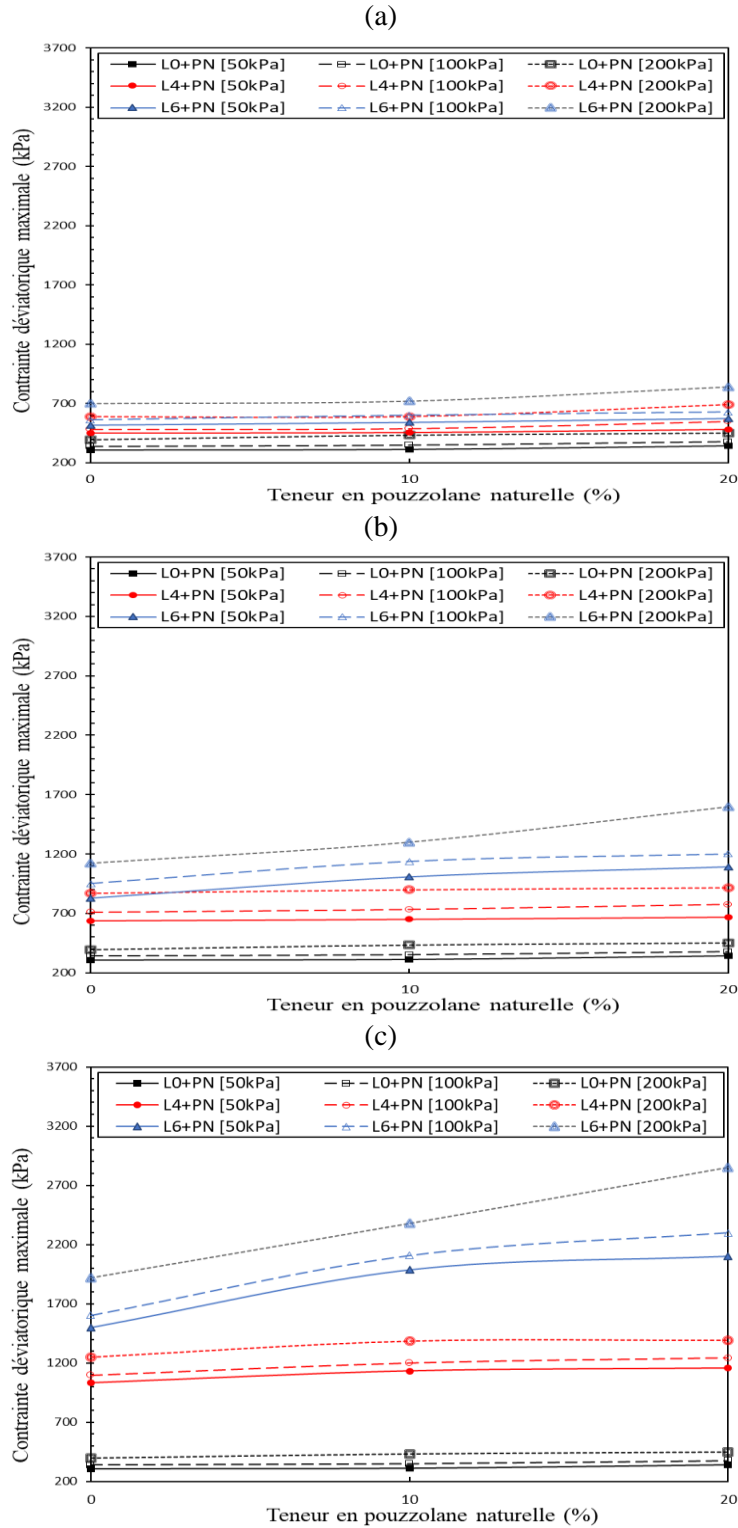 (a)
3700
L0+PN [50kPa] L0+PN [100kPa] L0+PN [200kPa]
L4+PN [50kPa] L4+PN [100kPa] L4+PN [200kPa]
L6+PN [50kPa] L6+PN [100kPa] L6+PN [200kPa]
3200
2700
2200
1700
1200
700
200
Contrainte déviatorique maximale (kPa)
0 10 20
Teneur en pouzzolane naturelle (%)
(b)
3700
L0+PN [50kPa] L0+PN [100kPa] L0+PN [200kPa]
L4+PN [50kPa] L4+PN [100kPa] L4+PN [200kPa]
L6+PN [50kPa] L6+PN [100kPa] L6+PN [200kPa]
3200
2700
2200
1700
1200
700
200
Contrainte déviatorique maximale (kPa)
0 10 20
Teneur en pouzzolane naturelle (%)
(c)
3700
L0+PN [50kPa] L0+PN [100kPa] L0+PN [200kPa]
L4+PN [50kPa] L4+PN [100kPa] L4+PN [200kPa]
L6+PN [50kPa] L6+PN [100kPa] L6+PN [200kPa]
3200
2700
2200
1700
1200
700
200
Contrainte déviatorique maximale (kPa)
0 10 20
Teneur en pouzzolane naturelle (%)